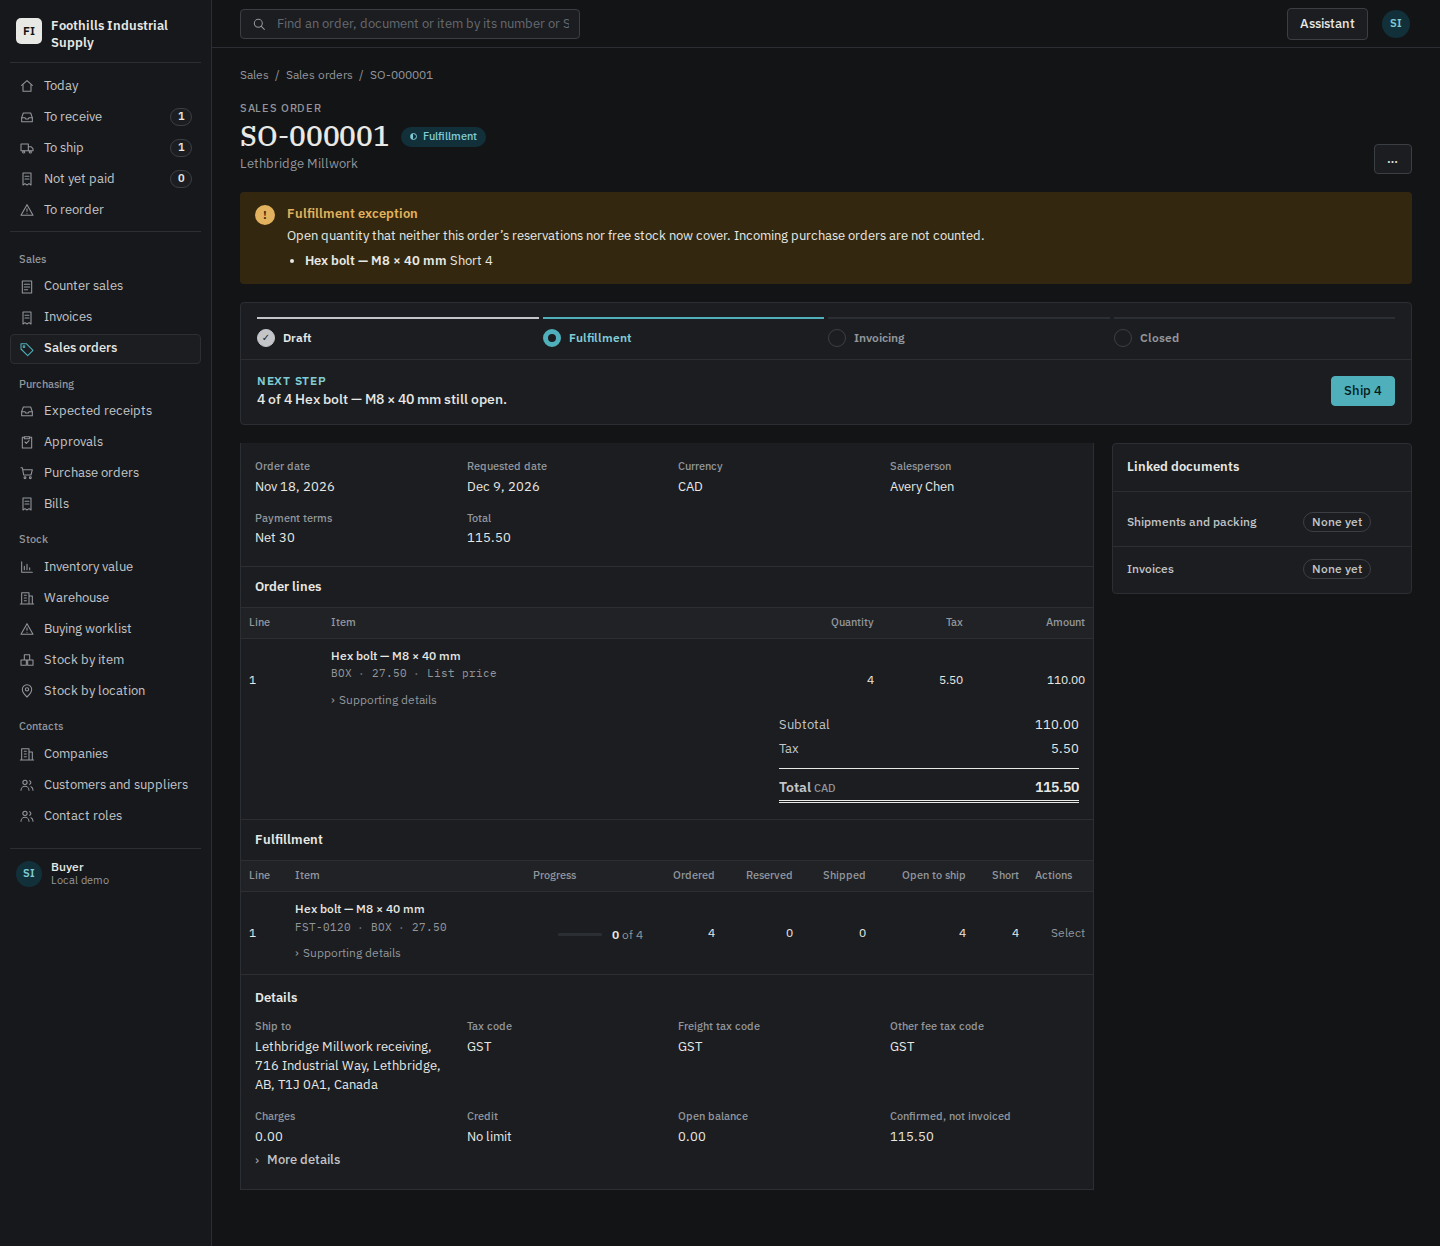 FI
Foothills Industrial
Supply
Find an order, document or item by its number or S
Assistant
SI
Today
To receive 1
To ship 1
Not yet paid 0
To reorder
Sales
Counter sales
Invoices
Sales orders
Purchasing
Expected receipts
Approvals
Purchase orders
Bills
Stock
Inventory value
Warehouse
Buying worklist
Stock by item
Stock by location
Contacts
Companies
Customers and suppliers
Contact roles
SI
Buyer
Local demo
Sales / Sales orders / SO-000001
SALES ORDER
SO-000001 Fulfillment
Lethbridge Millwork
...
!
Fulfillment exception
Open quantity that neither this order’s reservations nor free stock now cover. Incoming purchase orders are not counted.
• Hex bolt — M8 × 40 mm Short 4
✓ Draft Fulfillment Invoicing Closed
NEXT STEP
4 of 4 Hex bolt — M8 × 40 mm still open.
Ship 4
Order date Requested date Currency Salesperson
Nov 18, 2026 Dec 9, 2026 CAD Avery Chen
Payment terms Total
Net 30 115.50
Order lines
Line Item Quantity Tax Amount
Hex bolt — M8 × 40 mm
BOX · 27.50 · List price
1 4 5.50 110.00
› Supporting details
Subtotal 110.00
Tax 5.50
Total CAD 115.50
Fulfillment
Line Item Progress Ordered Reserved Shipped Open to ship Short Actions
Hex bolt — M8 × 40 mm
FST-0120 · BOX · 27.50
1 0 of 4 4 0 0 4 4 Select
› Supporting details
Details
Ship to Tax code Freight tax code Other fee tax code
Lethbridge Millwork receiving, GST GST GST
716 Industrial Way, Lethbridge,
AB, T1J 0A1, Canada
Charges Credit Open balance Confirmed, not invoiced
0.00 No limit 0.00 115.50
› More details
Linked documents
Shipments and packing None yet
Invoices None yet